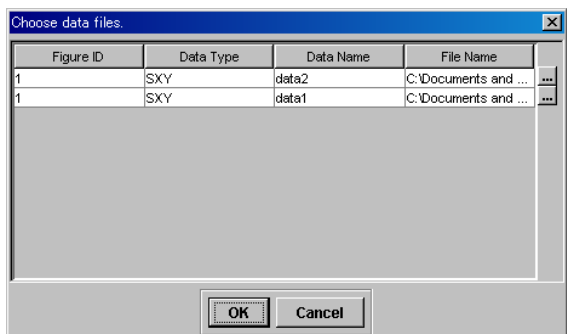 Choose data files.
Figure ID Data Type Data Name File Name
1 SXY data2 C:\Documents and ... ...
1 SXY data1 C:\Documents and ... ...
OK Cancel